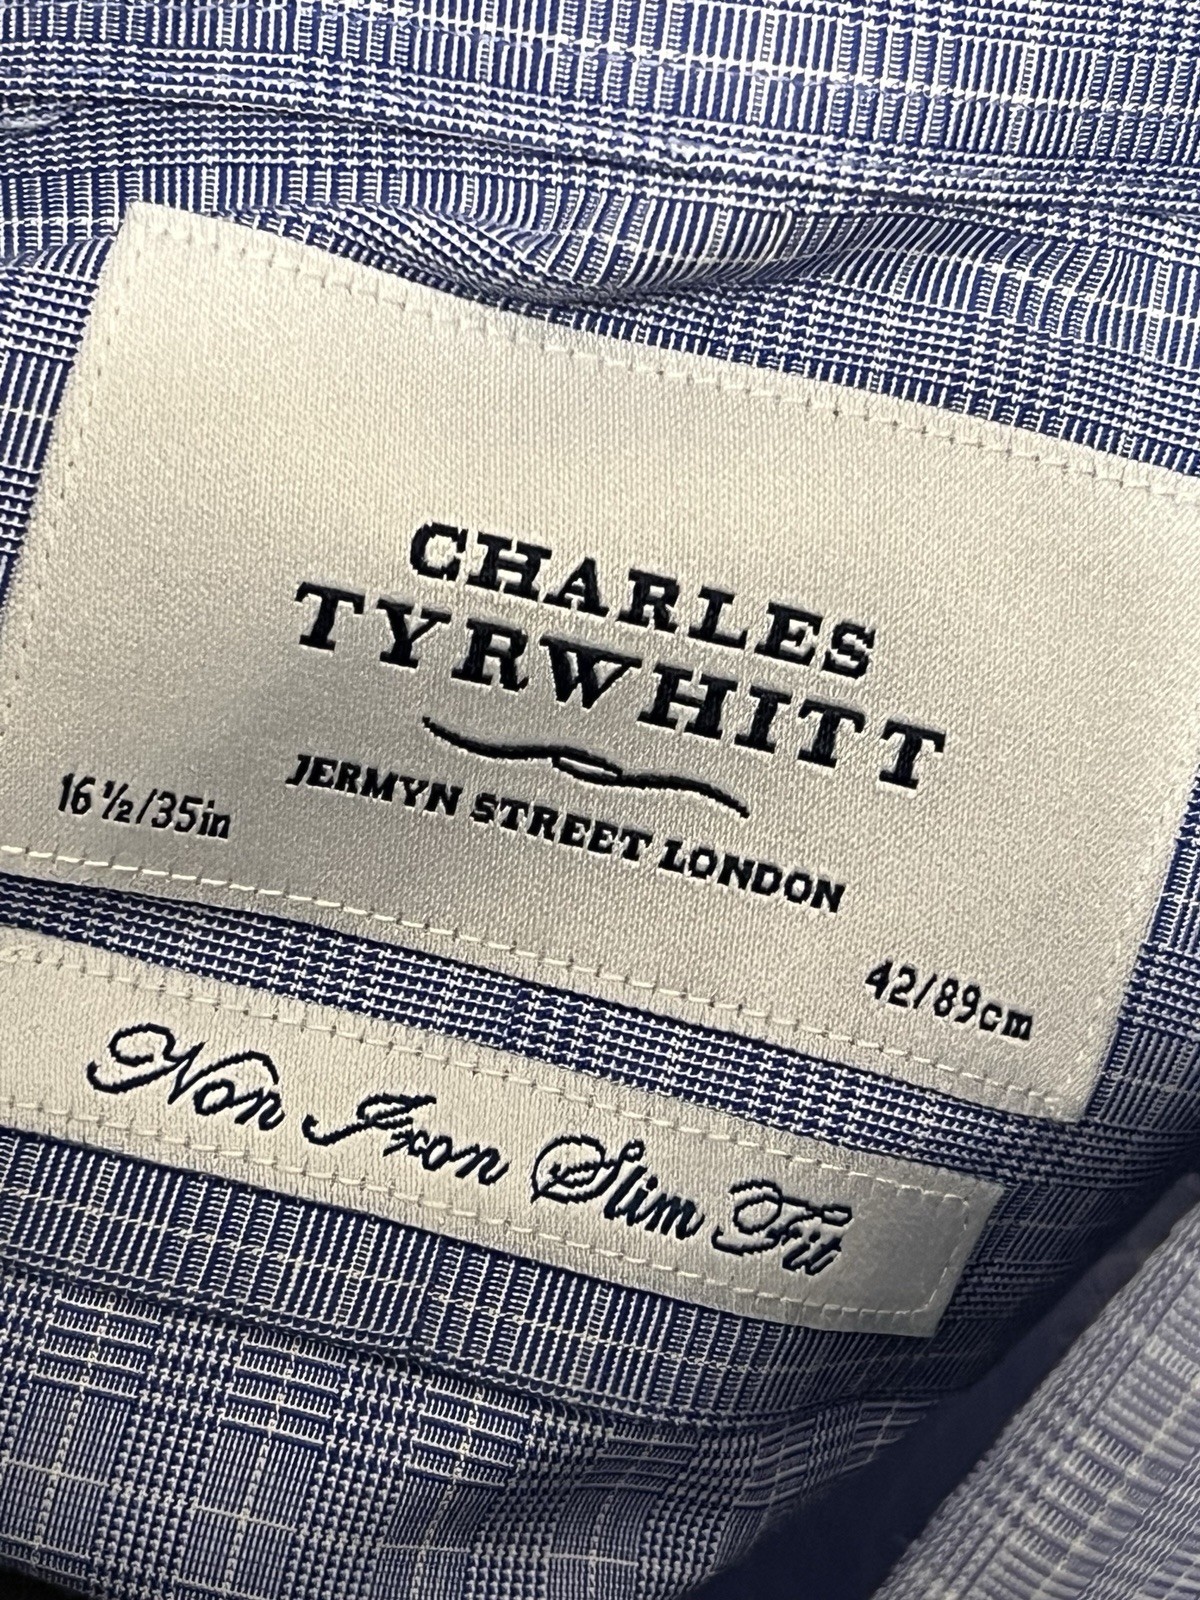 CHARLES
TYRWHITT
JERMYN STREET LONDON
16 ½/35in
42/89cm
Non Iron Slim Fit